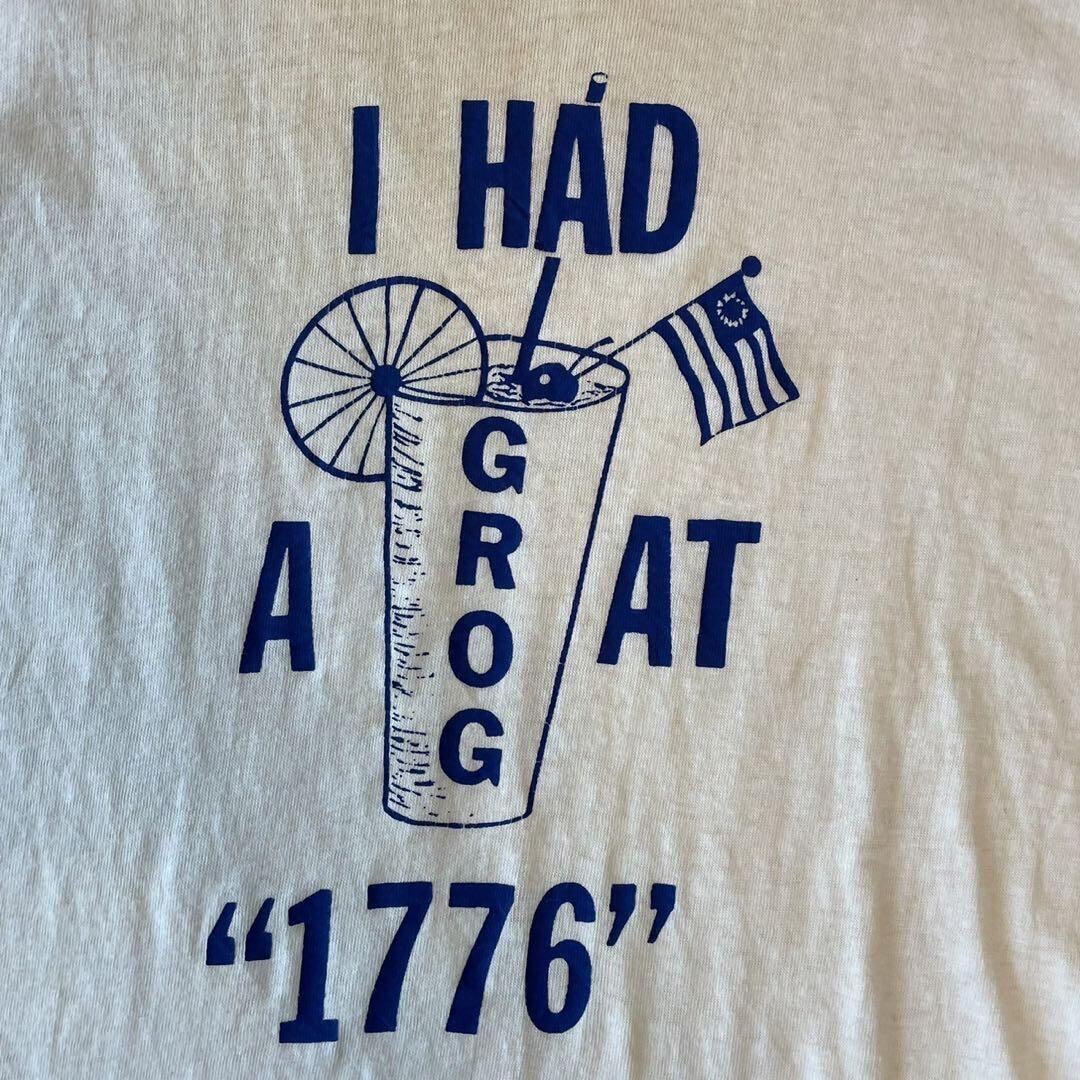 I HAD
A GROG AT
“1776”